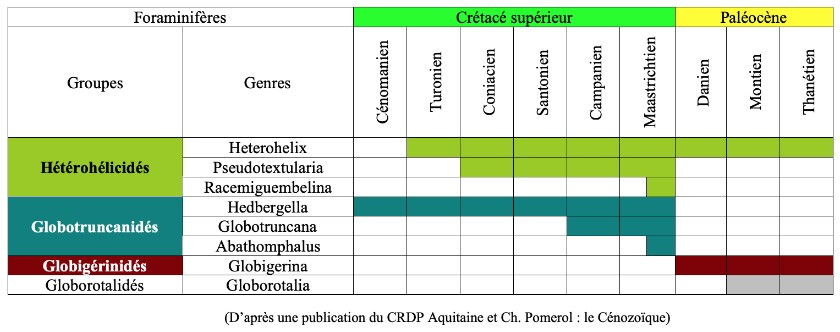 Foraminifères Crétacé supérieur Paléocène
Groupes Genres Cénomanien Turonien Coniacien Santonien Campanien Maastrichtien Danien Montien Thanétien
Hétérohélicidés Heterohelix
Pseudotextularia
Racemiguembelina
Globotruncanidés Hedbergella
Globotruncana
Abathomphalus
Globigérinidés Globigerina
Globorotalidés Globorotalia
(D'après une publication du CRDP Aquitaine et Ch. Pomerol : le Cénozoïque)